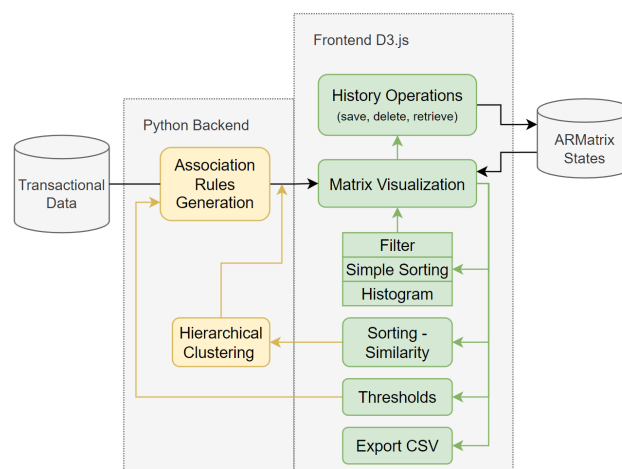 Frontend D3.js
History Operations
(save, delete, retrieve)
Python Backend
ARMatrix
States
Transactional
Data
Association
Rules
Generation
Matrix Visualization
Filter
Simple Sorting
Histogram
Hierarchical
Clustering
Sorting -
Similarity
Thresholds
Export CSV